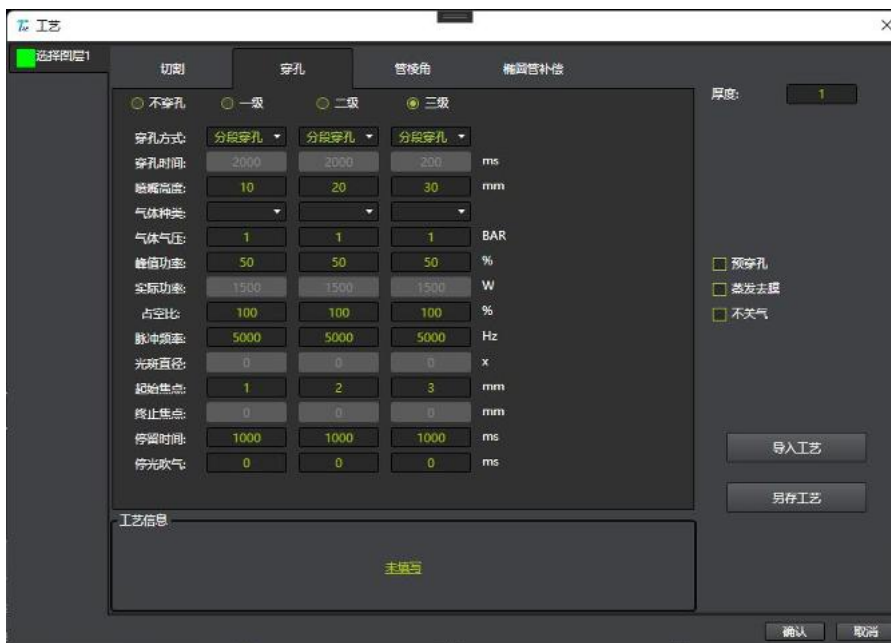 工艺
选择图层1
切割 穿孔 管棱角 椭圆管补偿
厚度: 1
不穿孔 一级 二级 三级
穿孔方式: 分段穿孔 分段穿孔 分段穿孔
穿孔时间: 2000 2000 200 ms
喷嘴高度: 10 20 30 mm
气体种类:
气体气压: 1 1 1 BAR
峰值功率: 50 50 50 %
预穿孔
实际功率: 1500 1500 1500 W
蒸发去膜
占空比: 100 100 100 %
不关气
脉冲频率: 5000 5000 5000 Hz
光斑直径: 0 0 0 x
起始焦点: 1 2 3 mm
终止焦点: 0 0 0 mm
停留时间: 1000 1000 1000 ms
停光吹气: 0 0 0 ms
导入工艺
另存工艺
工艺信息
未填写
确认 取消